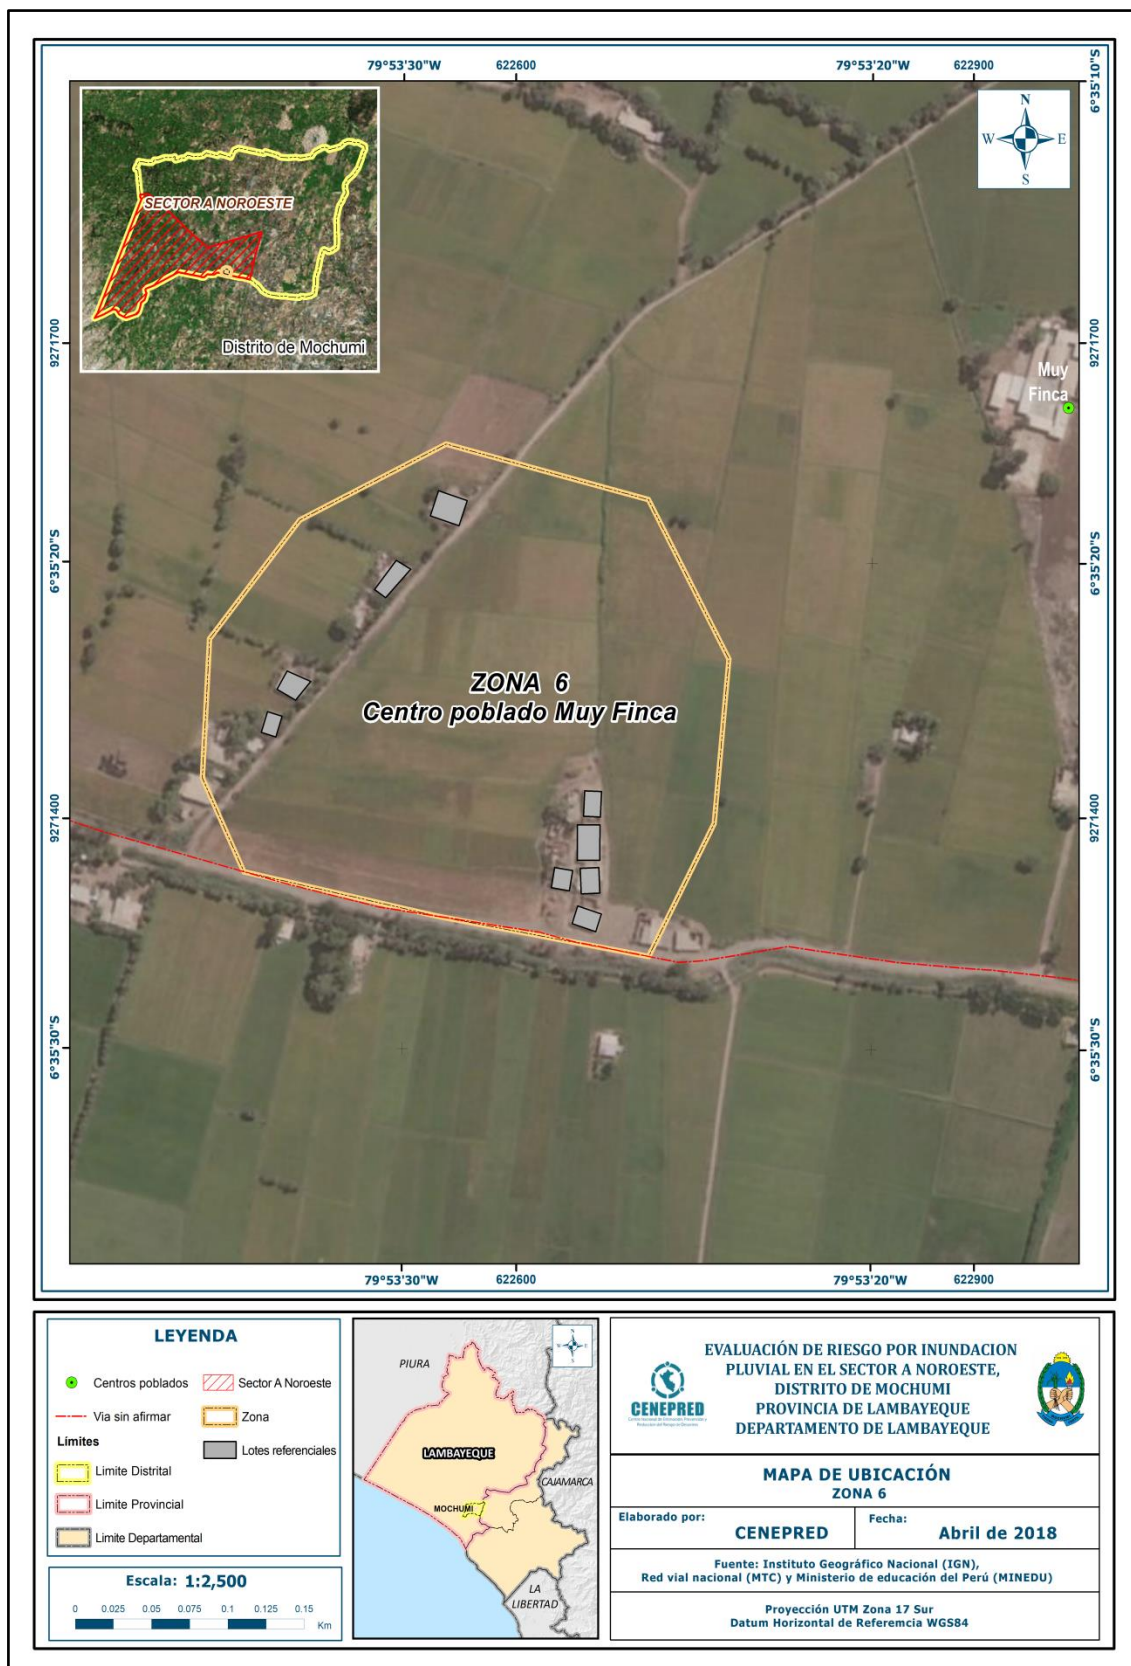 79°53'30"W
622600
79°53'20"W
622900
6°35'10"S
N
W
E
S
SECTOR A NOROESTE
Distrito de Mochumi
9271700
9271700
Muy
Finca
6°35'20"S
6°35'20"S
ZONA 6
Centro poblado Muy Finca
9271400
9271400
6°35'30"S
6°35'30"S
79°53'30"W
622600
79°53'20"W
622900
LEYENDA
Centros poblados
Sector A Noroeste
Via sin afirmar
Zona
Limites
Lotes referenciales
Limite Distrital
Limite Provincial
Limite Departamental
Escala: 1:2,500
0 0.025 0.05 0.075 0.1 0.125 0.15
Km
PIURA
LAMBAYEQUE
CAJAMARCA
MOCHUMI
LA
LIBERTAD
CENEPRED
EVALUACIÓN DE RIESGO POR INUNDACION
PLUVIAL EN EL SECTOR A NOROESTE,
DISTRITO DE MOCHUMI
PROVINCIA DE LAMBAYEQUE
DEPARTAMENTO DE LAMBAYEQUE
MAPA DE UBICACIÓN
ZONA 6
Elaborado por:
CENEPRED
Fecha:
Abril de 2018
Fuente: Instituto Geográfico Nacional (IGN),
Red vial nacional (MTC) y Ministerio de educación del Perú (MINEDU)
Proyección UTM Zona 17 Sur
Datum Horizontal de Referencia WGS84